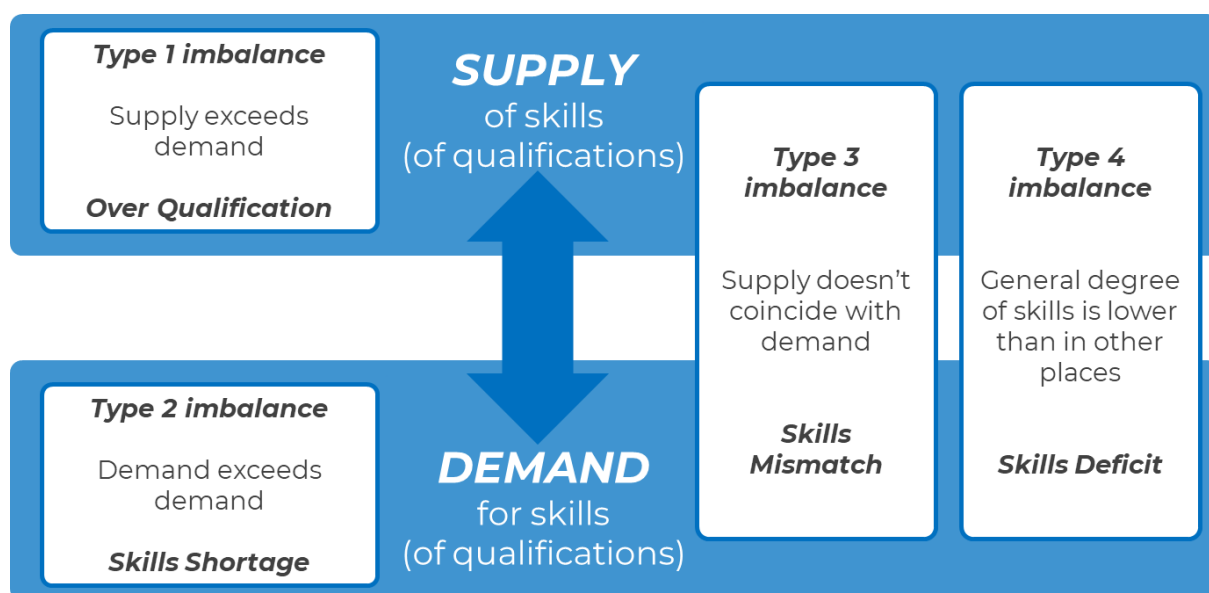 Type 1 imbalance
Supply exceeds
demand
Over Qualification
SUPPLY
of skills
(of qualifications)
Type 3
imbalance
Supply doesn't
coincide with
demand
Skills
Mismatch
Type 4
imbalance
General degree
of skills is lower
than in other
places
Skills Deficit
Type 2 imbalance
Demand exceeds
demand
Skills Shortage
DEMAND
for skills
(of qualifications)